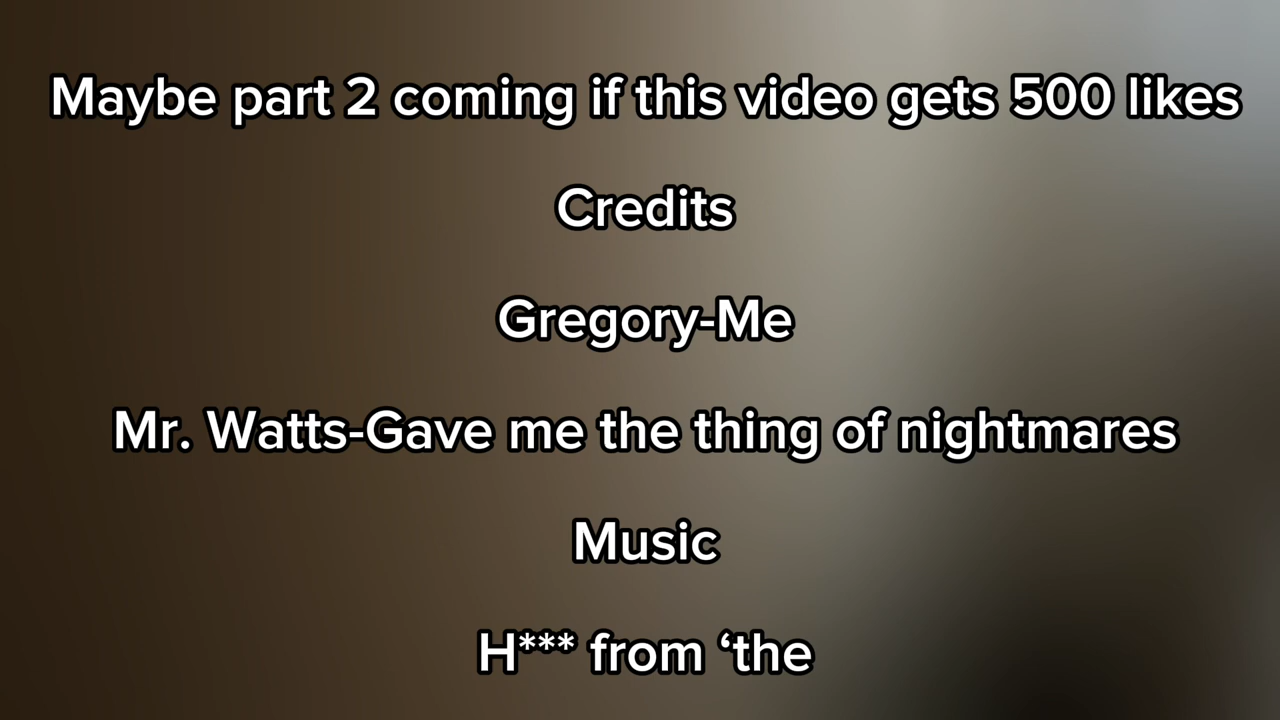 Maybe part 2 coming if this video gets 500 likes
Credits
Gregory-Me
Mr. Watts-Gave me the thing of nightmares
Music
H*** from ‘the